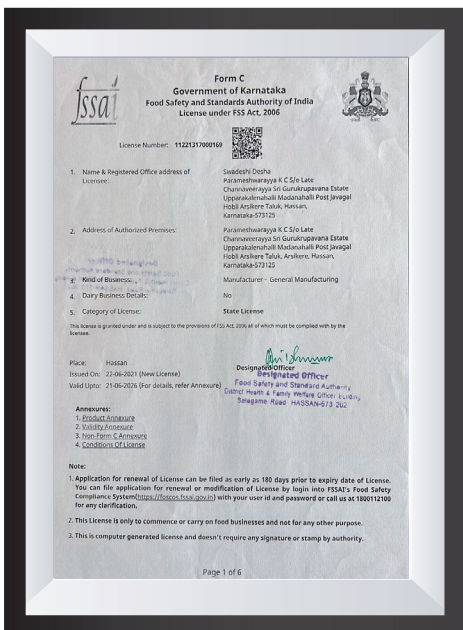 fssai
Form C
Government of Karnataka
Food Safety and Standards Authority of India
License under FSS Act, 2006
License Number: 11221317000169
1. Name & Registered Office address of Licensee:
Swadeshi Desha
Parameshwarayya K C S/o Late
Channaveerayya Sri Gurukrupavana Estate
Upparakalenahalli Madanahalli Post Javagal
Hobli Arsikere Taluk, Hassan,
Karnataka-573125
2. Address of Authorized Premises:
Parameshwarayya K C S/o Late
Channaveerayya Sri Gurukrupavana Estate
Upparakalenahalli Madanahalli Post Javagal
Hobli Arsikere Taluk, Arsikere, Hassan,
Karnataka-573125
3. Kind of Business: Manufacturer - General Manufacturing
4. Dairy Business Details: No
5. Category of License: State License
This license is granted under and is subject to the provisions of FSS Act, 2006 all of which must be complied with by the
licensee.
Place: Hassan
Issued On: 22-06-2021 (New License)
Valid Upto: 21-06-2026 (For details, refer Annexure)
Designated Officer
Designated Officer
Food Safety and Standard Authority
District Health & Family Welfare Officer Building
Salagame Road HASSAN-573 202
Annexures:
1. Product Annexure
2. Validity Annexure
3. Non-Form C Annexure
4. Conditions Of License
Note:
1. Application for renewal of License can be filed as early as 180 days prior to expiry date of License.
You can file application for renewal or modification of License by login into FSSAI's Food Safety
Compliance System(https://foscos.fssai.gov.in) with your user id and password or call us at 1800112100
for any clarification.
2. This License is only to commence or carry on food businesses and not for any other purpose.
3. This is computer generated license and doesn't require any signature or stamp by authority.
Page 1 of 6